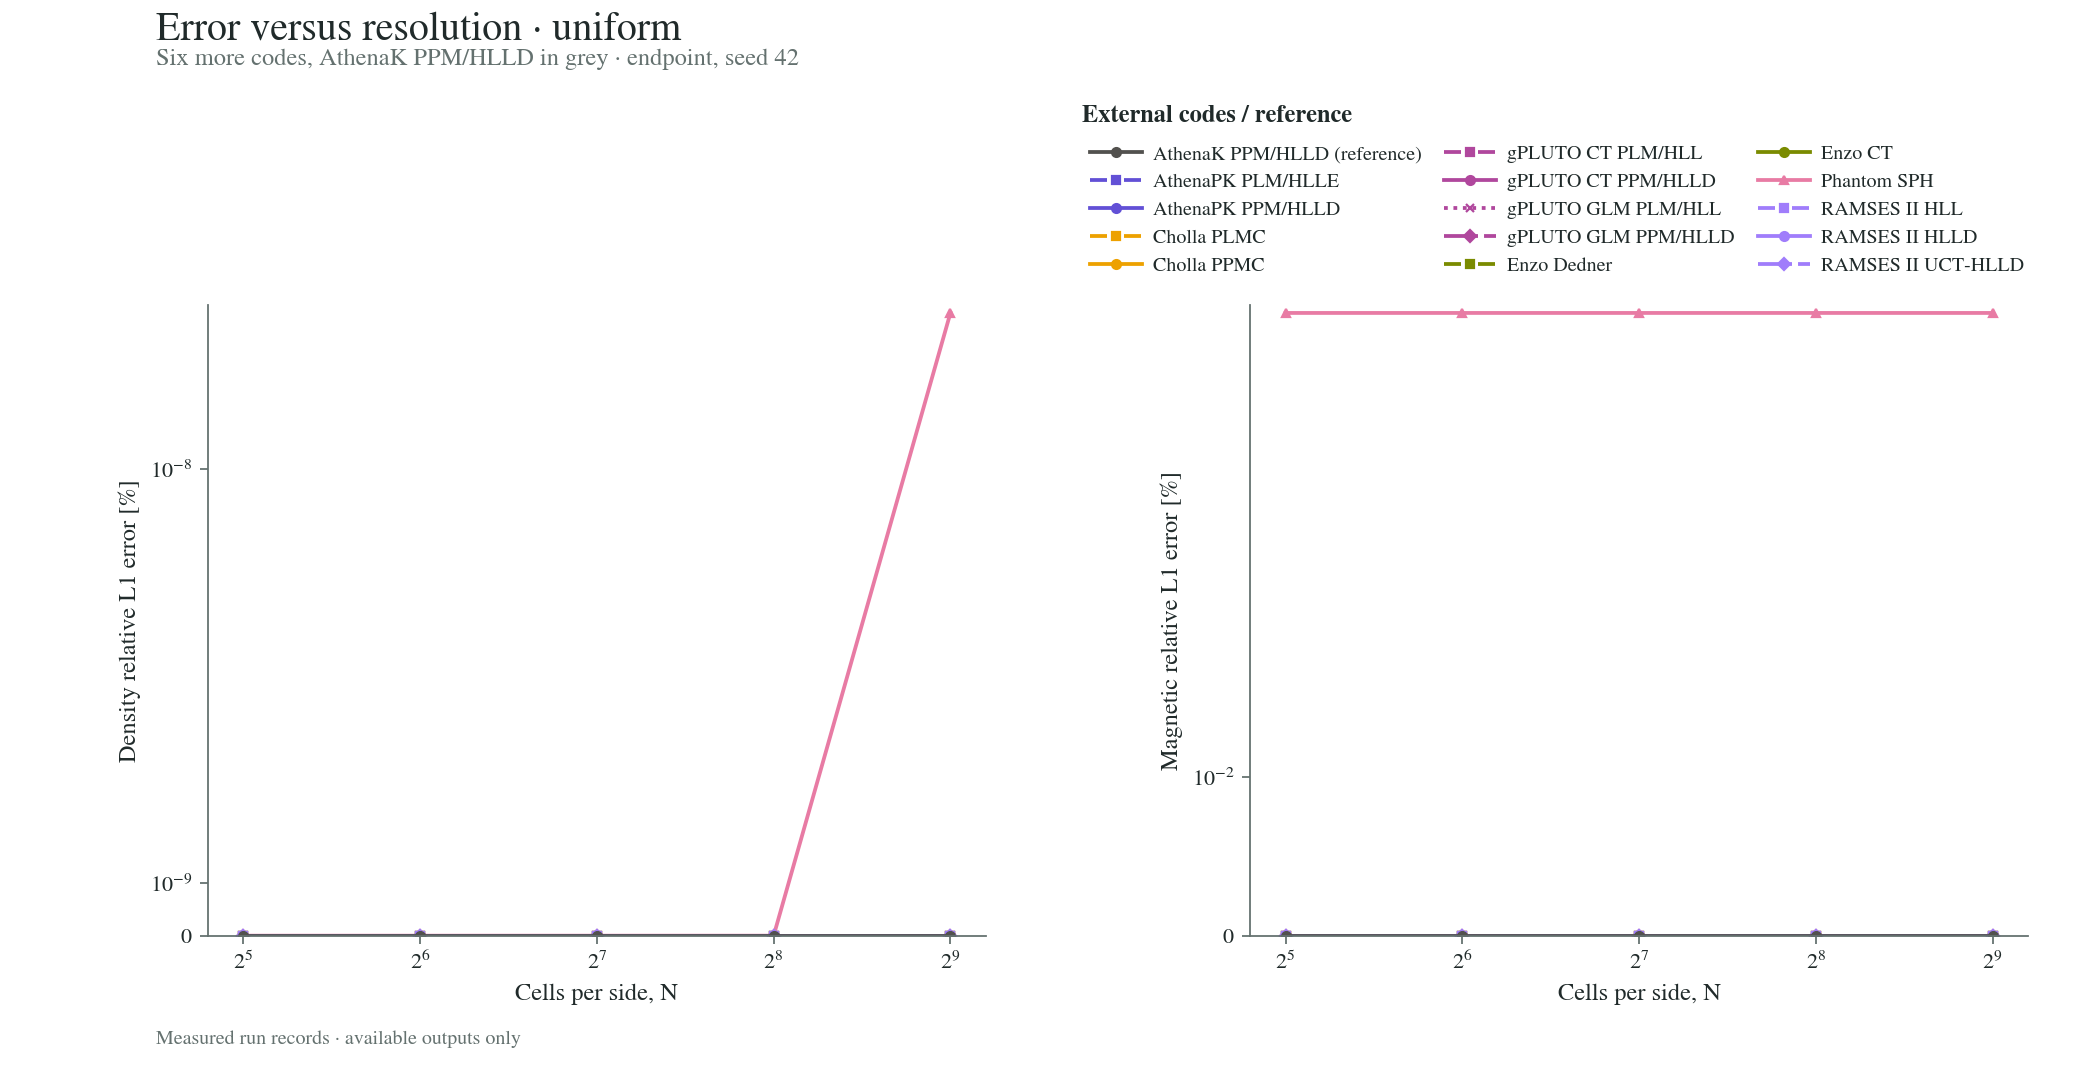 Error versus resolution · uniform
Six more codes, AthenaK PPM/HLLD in grey · endpoint, seed 42
External codes / reference
AthenaK PPM/HLLD (reference)
AthenaPK PLM/HLLE
AthenaPK PPM/HLLD
Cholla PLMC
Cholla PPMC
gPLUTO CT PLM/HLL
gPLUTO CT PPM/HLLD
gPLUTO GLM PLM/HLL
gPLUTO GLM PPM/HLLD
Enzo Dedner
Enzo CT
Phantom SPH
RAMSES II HLL
RAMSES II HLLD
RAMSES II UCT-HLLD
Density relative L1 error [%]
10⁻⁸
10⁻⁹
0
2⁵ 2⁶ 2⁷ 2⁸ 2⁹
Cells per side, N
Magnetic relative L1 error [%]
10⁻²
0
2⁵ 2⁶ 2⁷ 2⁸ 2⁹
Cells per side, N
Measured run records · available outputs only